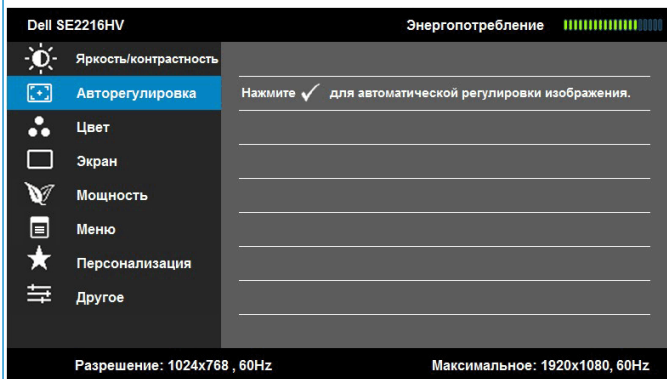 Dell SE2216HV Энергопотребление
Яркость/контрастность
Авторегулировка Нажмите ✓ для автоматической регулировки изображения.
Цвет
Экран
Мощность
Меню
Персонализация
Другое
Разрешение: 1024x768 , 60Hz Максимальное: 1920x1080, 60Hz